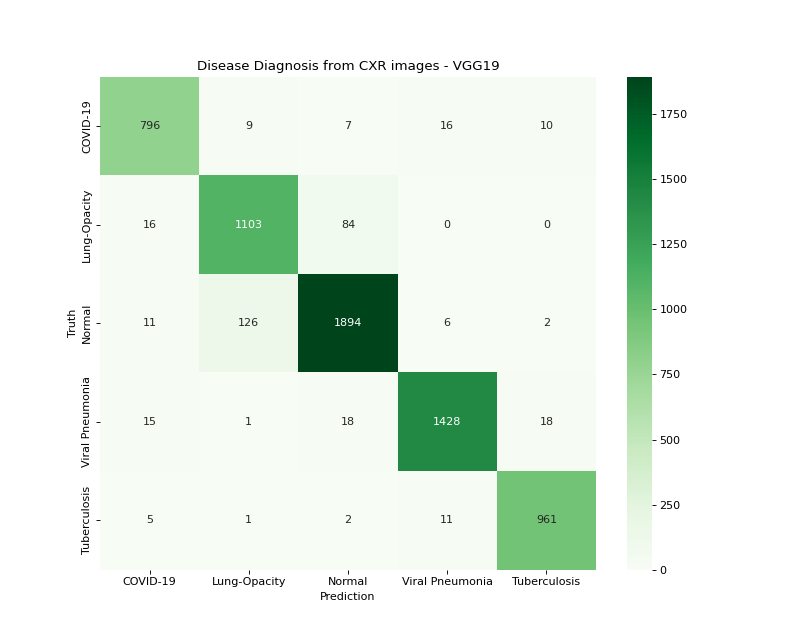 Disease Diagnosis from CXR images - VGG19
Truth
COVID-19
796 9 7 16 10
Lung-Opacity
16 1103 84 0 0
Normal
11 126 1894 6 2
Viral Pneumonia
15 1 18 1428 18
Tuberculosis
5 1 2 11 961
COVID-19 Lung-Opacity Normal Viral Pneumonia Tuberculosis
Prediction
1750
1500
1250
1000
750
500
250
0